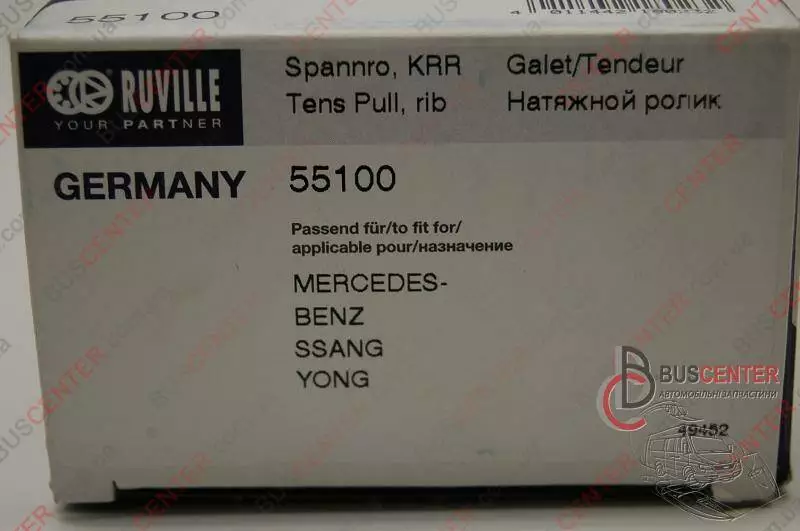 55100
RUVILLE
YOUR PARTNER
Spannro, KRR Galet/Tendeur
Tens Pull, rib Натяжной ролик
GERMANY 55100
Passend für/to fit for/
applicable pour/назначение
MERCEDES-
BENZ
SSANG
YONG
BUSCENTER
АВТОМОБІЛЬНІ ЗАПЧАСТИНИ
49452